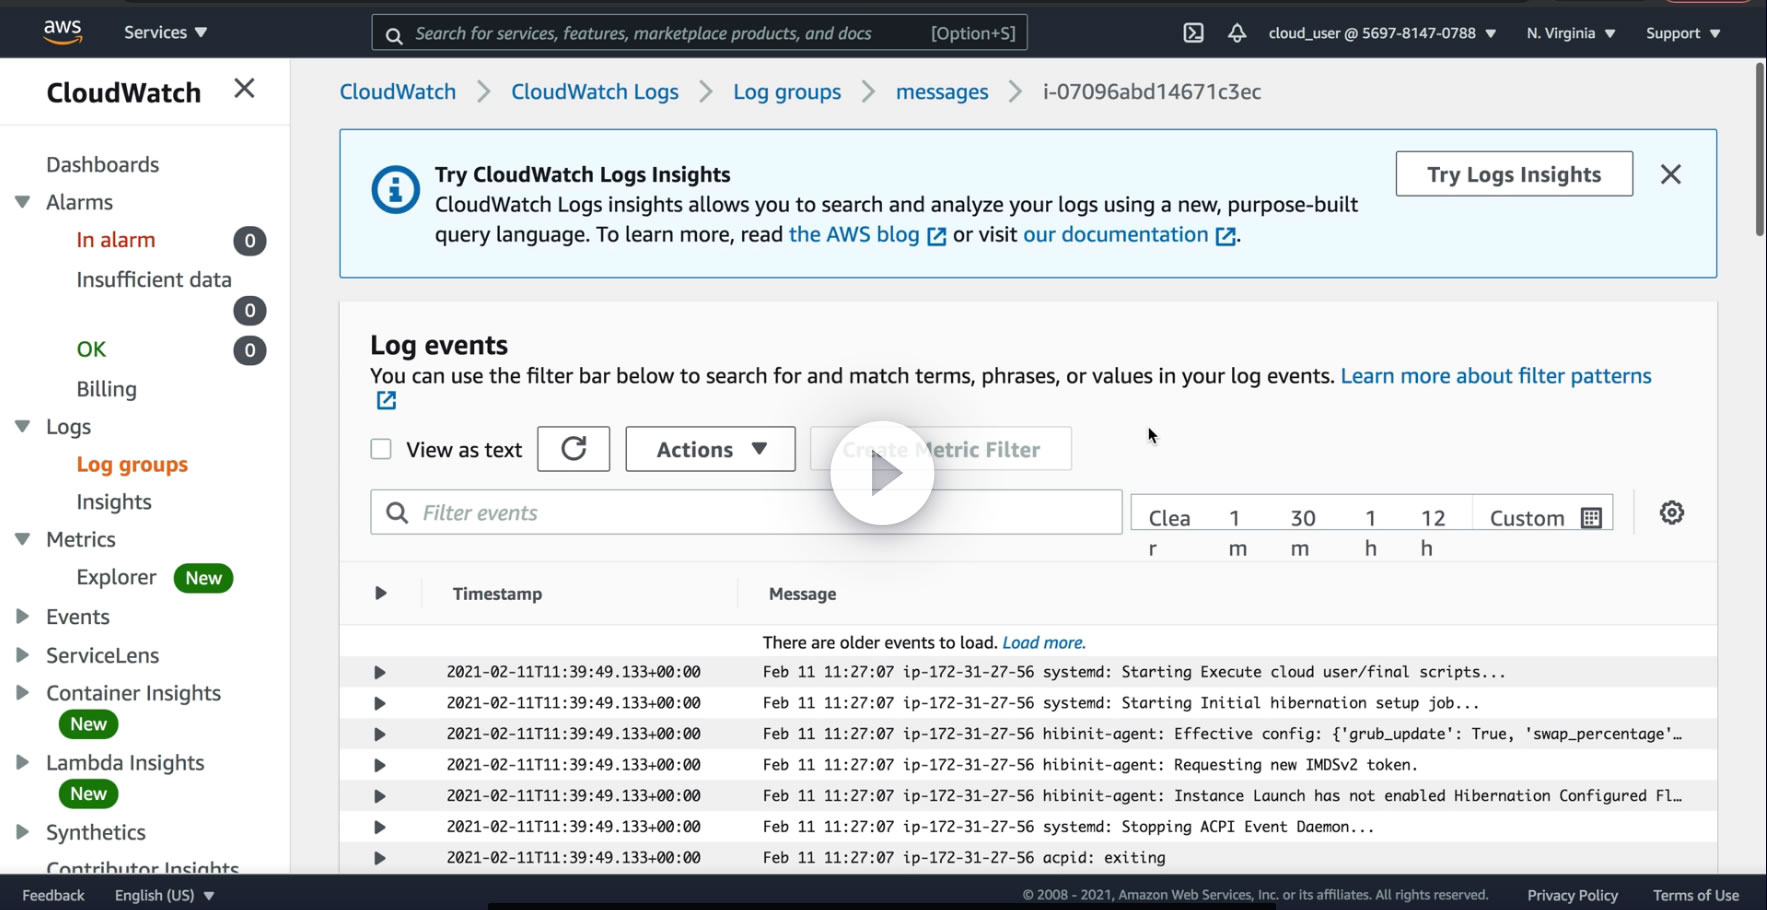 aws
Services ▼
Search for services, features, marketplace products, and docs [Option+S]
cloud_user @ 5697-8147-0788 ▼
N. Virginia ▼
Support ▼
CloudWatch
CloudWatch > CloudWatch Logs > Log groups > messages > i-07096abd14671c3ec
Dashboards
Alarms
In alarm 0
Insufficient data
0
OK 0
Billing
Logs
Log groups
Insights
Metrics
Explorer New
Events
ServiceLens
Container Insights
New
Lambda Insights
New
Synthetics
Contributor Insights
Try CloudWatch Logs Insights
CloudWatch Logs insights allows you to search and analyze your logs using a new, purpose-built
query language. To learn more, read the AWS blog or visit our documentation.
Try Logs Insights
Log events
You can use the filter bar below to search for and match terms, phrases, or values in your log events. Learn more about filter patterns
View as text
Actions ▼
Create Metric Filter
Filter events
Clea 1 30 1 12 Custom
r m m h h
Timestamp Message
There are older events to load. Load more.
2021-02-11T11:39:49.133+00:00 Feb 11 11:27:07 ip-172-31-27-56 systemd: Starting Execute cloud user/final scripts...
2021-02-11T11:39:49.133+00:00 Feb 11 11:27:07 ip-172-31-27-56 systemd: Starting Initial hibernation setup job...
2021-02-11T11:39:49.133+00:00 Feb 11 11:27:07 ip-172-31-27-56 hibinit-agent: Effective config: {'grub_update': True, 'swap_percentage'…
2021-02-11T11:39:49.133+00:00 Feb 11 11:27:07 ip-172-31-27-56 hibinit-agent: Requesting new IMDSv2 token.
2021-02-11T11:39:49.133+00:00 Feb 11 11:27:07 ip-172-31-27-56 hibinit-agent: Instance Launch has not enabled Hibernation Configured Fl…
2021-02-11T11:39:49.133+00:00 Feb 11 11:27:07 ip-172-31-27-56 systemd: Stopping ACPI Event Daemon...
2021-02-11T11:39:49.133+00:00 Feb 11 11:27:07 ip-172-31-27-56 acpid: exiting
Feedback
English (US) ▼
© 2008 - 2021, Amazon Web Services, Inc. or its affiliates. All rights reserved.
Privacy Policy
Terms of Use